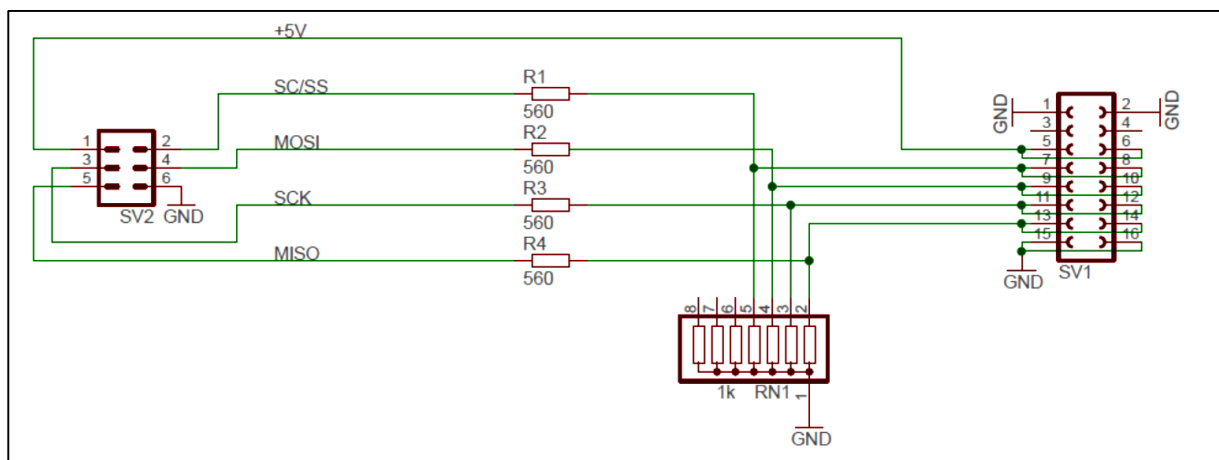 +5V
SC/SS
R1
560
MOSI
R2
560
SCK
R3
560
MISO
R4
560
1
2
3
4
5
6
SV2
GND
GND
1
2
GND
3
4
5
6
7
8
9
10
11
12
13
14
15
16
GND
SV1
8
7
6
5
4
3
2
1k
RN1
1
GND